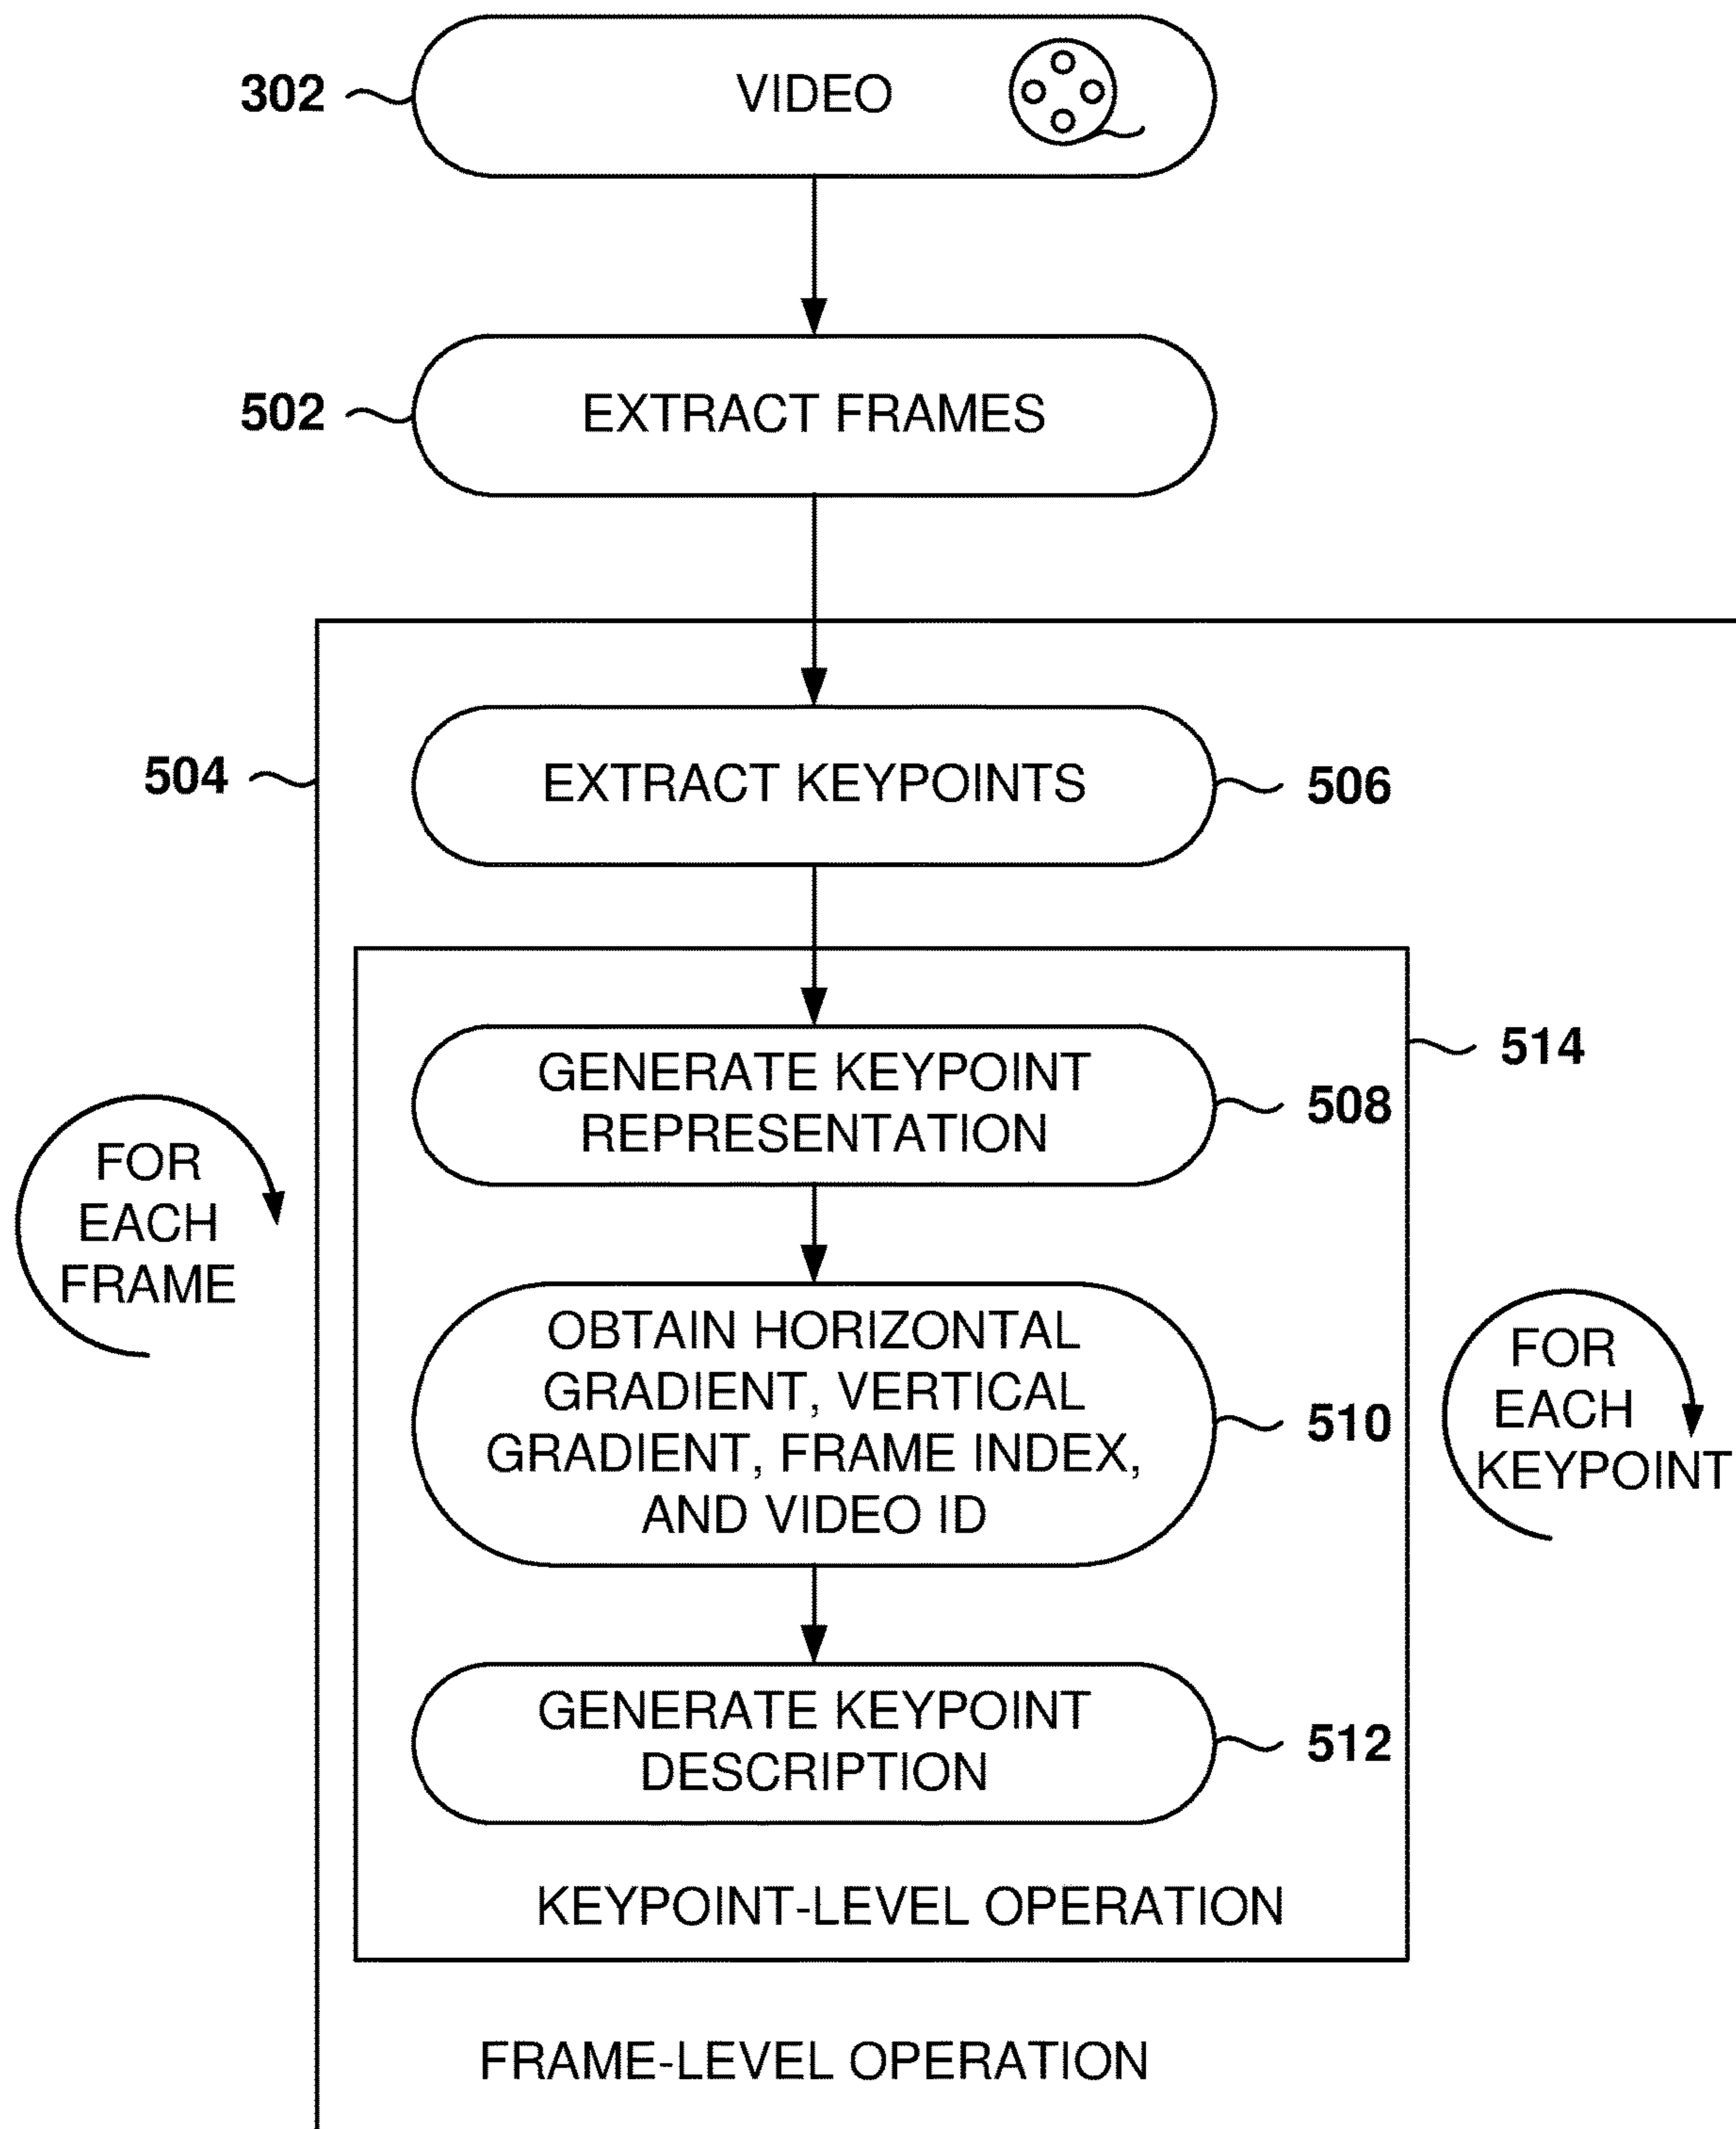 302
VIDEO
502
EXTRACT FRAMES
504
EXTRACT KEYPOINTS
506
514
GENERATE KEYPOINT
REPRESENTATION
508
FOR
EACH
FRAME
OBTAIN HORIZONTAL
GRADIENT, VERTICAL
GRADIENT, FRAME INDEX,
AND VIDEO ID
510
FOR
EACH
KEYPOINT
GENERATE KEYPOINT
DESCRIPTION
512
KEYPOINT-LEVEL OPERATION
FRAME-LEVEL OPERATION